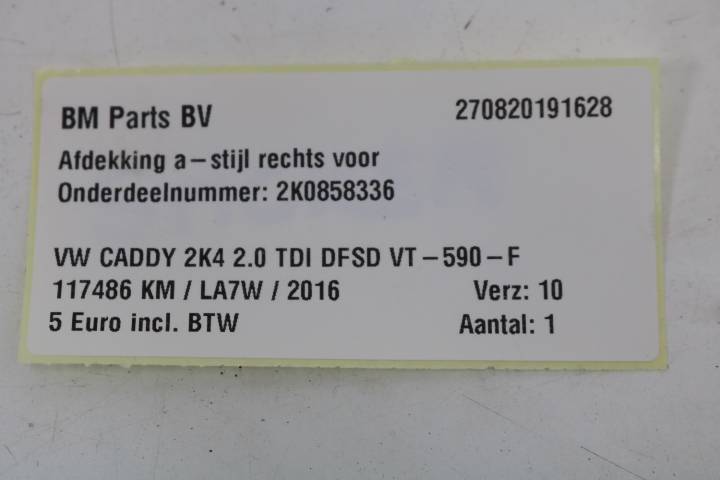 BM Parts BV 270820191628
Afdekking a-stijl rechts voor
Onderdeelnummer: 2K0858336
VW CADDY 2K4 2.0 TDI DFSD VT-590-F
117486 KM / LA7W / 2016 Verz: 10
5 Euro incl. BTW Aantal: 1